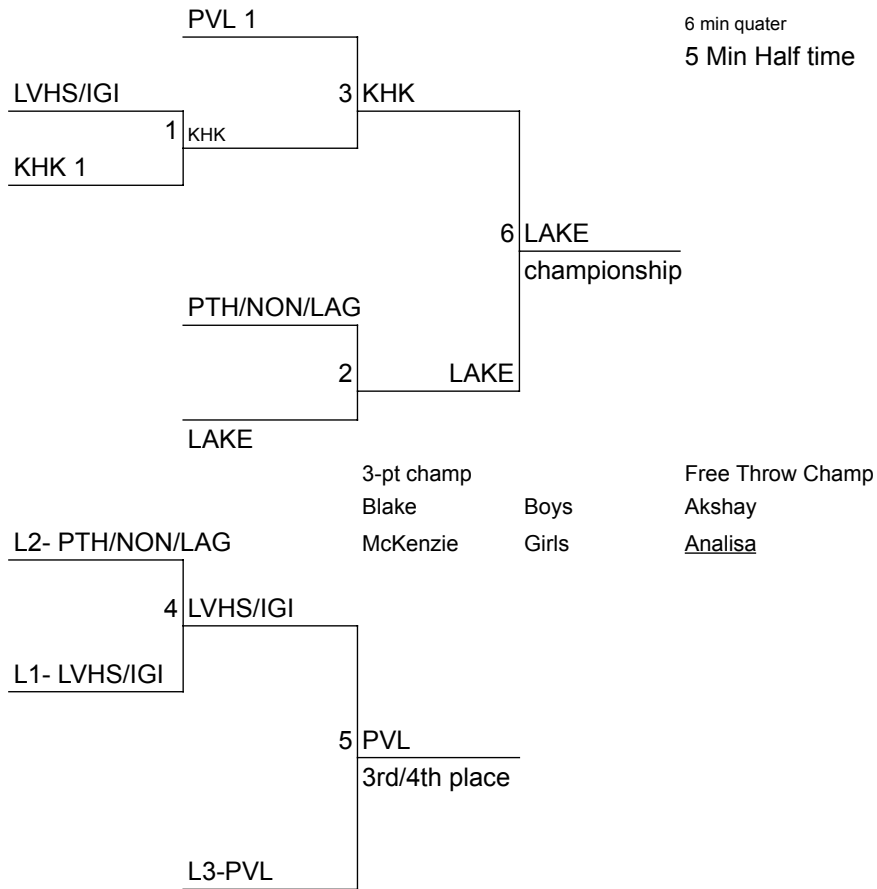 PVL 1
6 min quater
5 Min Half time
LVHS/IGI
3 KHK
1 KHK
KHK 1
6 LAKE
championship
PTH/NON/LAG
2 LAKE
LAKE
3-pt champ Free Throw Champ
Blake Boys Akshay
McKenzie Girls Analisa
L2- PTH/NON/LAG
4 LVHS/IGI
L1- LVHS/IGI
5 PVL
3rd/4th place
L3-PVL